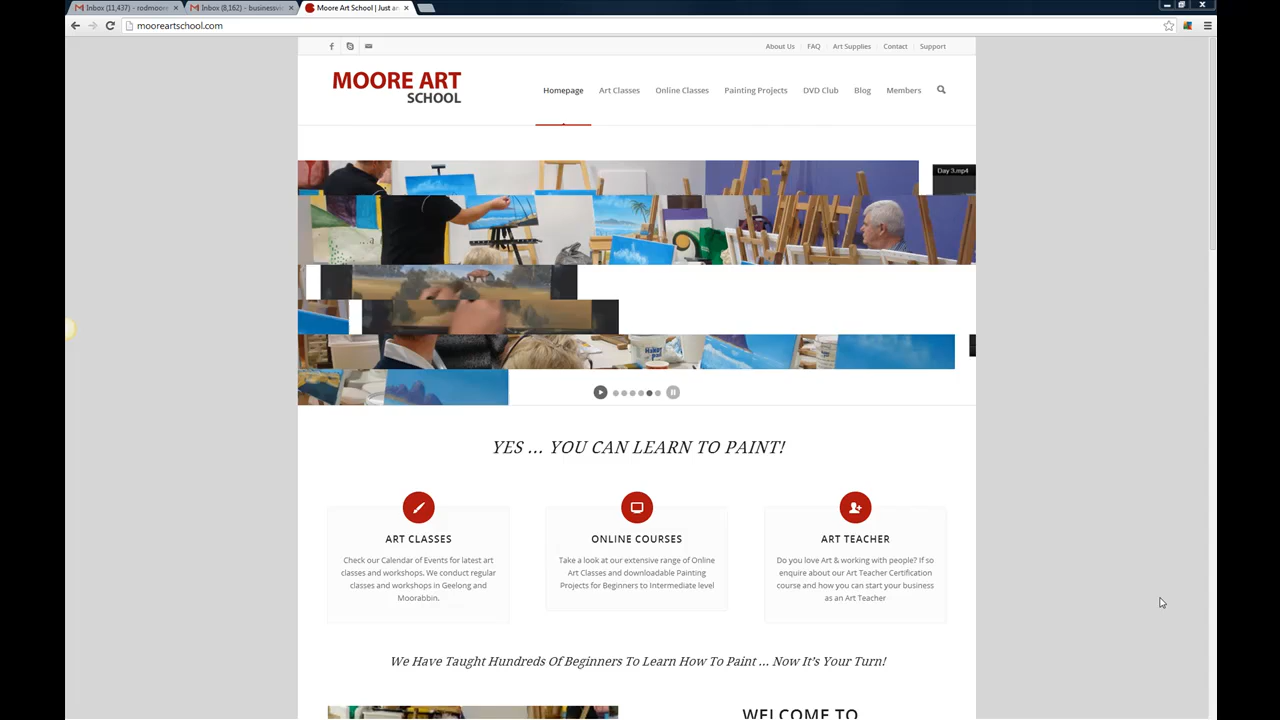 Inbox (11,437) - rodmoore
Inbox (8,162) - businessv
Moore Art School | Just an
mooreartschool.com
About Us
FAQ
Art Supplies
Contact
Support
MOORE ART
SCHOOL
Homepage
Art Classes
Online Classes
Painting Projects
DVD Club
Blog
Members
Day 3.mp4
YES ... YOU CAN LEARN TO PAINT!
ART CLASSES
Check our Calendar of Events for latest art
classes and workshops. We conduct regular
classes and workshops in Geelong and
Moorabbin.
ONLINE COURSES
Take a look at our extensive range of Online
Art Classes and downloadable Painting
Projects for Beginners to Intermediate level
ART TEACHER
Do you love Art & working with people? If so
enquire about our Art Teacher Certification
course and how you can start your business
as an Art Teacher
We Have Taught Hundreds Of Beginners To Learn How To Paint ... Now It's Your Turn!
WELCOME TO